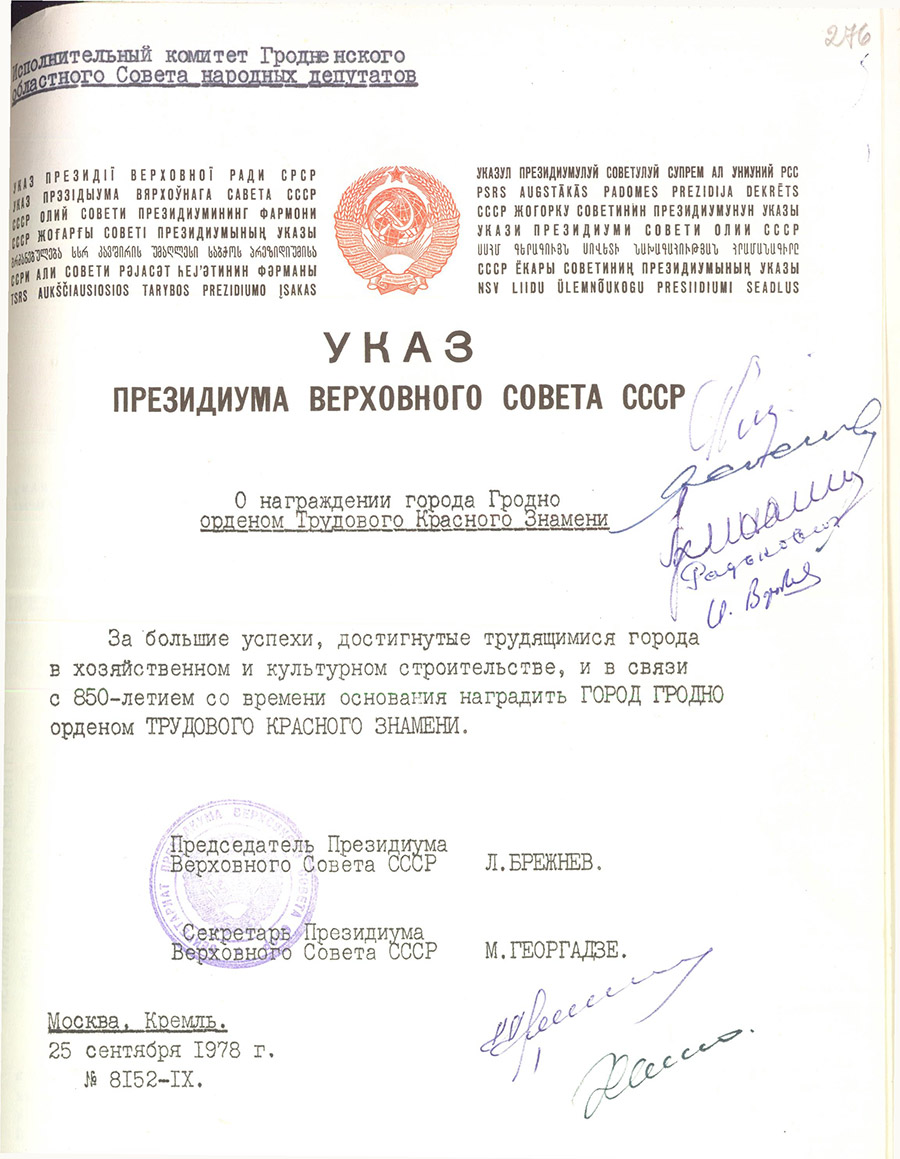 276
Исполнительный комитет Гродненского
областного Совета народных депутатов
УКАЗ ПРЕЗИДІЇ ВЕРХОВНОЇ РАДИ СРСР
УКАЗ ПРЭЗІДЫУМА ВЯРХОЎНАГА САВЕТА СССР
СССР ОЛИЙ СОВЕТИ ПРЕЗИДИУМИНИНГ ФАРМОНИ
СССР ЖОҒАРҒЫ СОВЕТІ ПРЕЗИДИУМЫНЫҢ УКАЗЫ
ССРИ АЛИ СОВЕТИ РӘЈАСӘТ ҺЕЈ'ӘТИНИН ФӘРМАНЫ
TSRS AUKŠČIAUSIOSIOS TARYBOS PREZIDIUMO ĮSAKAS
УКАЗУЛ ПРЕЗИДИУМУЛУЙ СОВЕТУЛУЙ СУПРЕМ АЛ УНИУНИЙ РСС
PSRS AUGSTĀKĀS PADOMES PREZIDIJA DEKRĒTS
СССР ЖОГОРКУ СОВЕТИНИН ПРЕЗИДИУМУНУН УКАЗЫ
УКАЗИ ПРЕЗИДИУМИ СОВЕТИ ОЛИИ СССР
ՍՍՀՄ ԳԵՐԱԳՈՒՅՆ ՍՈՎԵՏԻ ՆԱԽԱԳԱՀՈՒԹՅԱՆ ՀՐԱՄԱՆԱԳԻՐԸ
СССР ЁКАРЫ СОВЕТИНИҢ ПРЕЗИДИУМЫНЫҢ УКАЗЫ
NSV LIIDU ÜLEMNÕUKOGU PRESIIDIUMI SEADLUS
УКАЗ
ПРЕЗИДИУМА ВЕРХОВНОГО СОВЕТА СССР
О награждении города Гродно
орденом Трудового Красного Знамени
За большие успехи, достигнутые трудящимися города
в хозяйственном и культурном строительстве, и в связи
с 850-летием со времени основания наградить ГОРОД ГРОДНО
орденом ТРУДОВОГО КРАСНОГО ЗНАМЕНИ.
Председатель Президиума
Верховного Совета СССР Л.БРЕЖНЕВ.
Секретарь Президиума
Верховного Совета СССР М.ГЕОРГАДЗЕ.
Москва, Кремль.
25 сентября 1978 г.
№ 8152-IX.